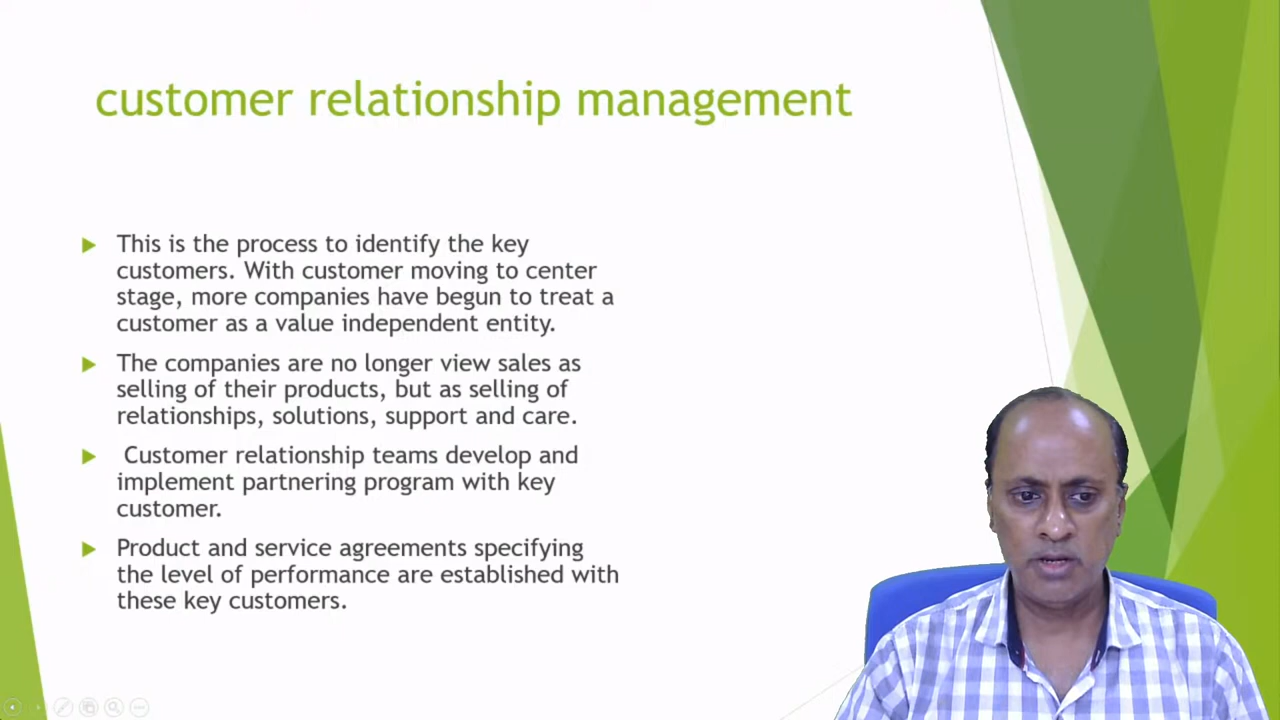 customer relationship management
This is the process to identify the key
customers. With customer moving to center
stage, more companies have begun to treat a
customer as a value independent entity.
The companies are no longer view sales as
selling of their products, but as selling of
relationships, solutions, support and care.
Customer relationship teams develop and
implement partnering program with key
customer.
Product and service agreements specifying
the level of performance are established with
these key customers.